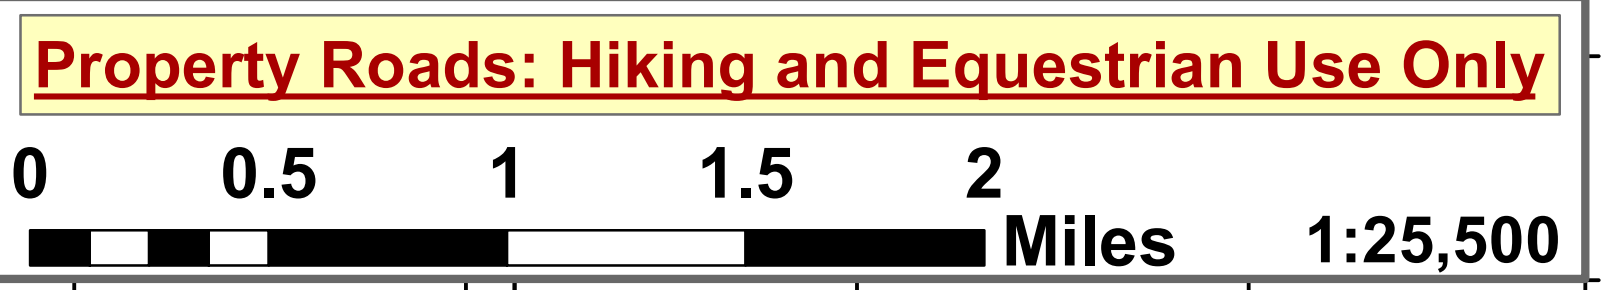 Property Roads: Hiking and Equestrian Use Only
0 0.5 1 1.5 2
Miles 1:25,500